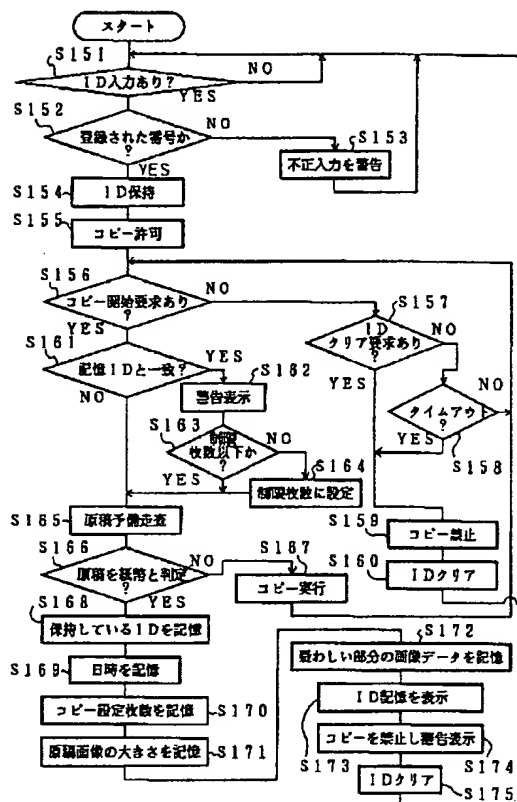 スタート
S151
ID入力あり?
NO
YES
S152
登録された番号か
?
NO
YES
S153
不正入力を警告
S154
ID保持
S155
コピー許可
S156
コピー開始要求あり
?
NO
YES
S157
ID
クリア要求あり
?
NO
YES
タイムアウト
?
NO
YES
S158
S159
コピー禁止
S160
IDクリア
S161
記憶IDと一致?
YES
NO
S162
警告表示
S163
制限
枚数以下か
?
NO
YES
S164
制限枚数に設定
S165
原稿予備走査
S166
原稿を紙幣と判定
?
NO
YES
S167
コピー実行
S168
保持しているIDを記憶
S169
日時を記憶
コピー設定枚数を記憶
S170
原稿画像の大きさを記憶
S171
S172
疑わしい部分の画像データを記憶
ID記憶を表示
S173
コピーを禁止し警告表示
S174
IDクリア
S175